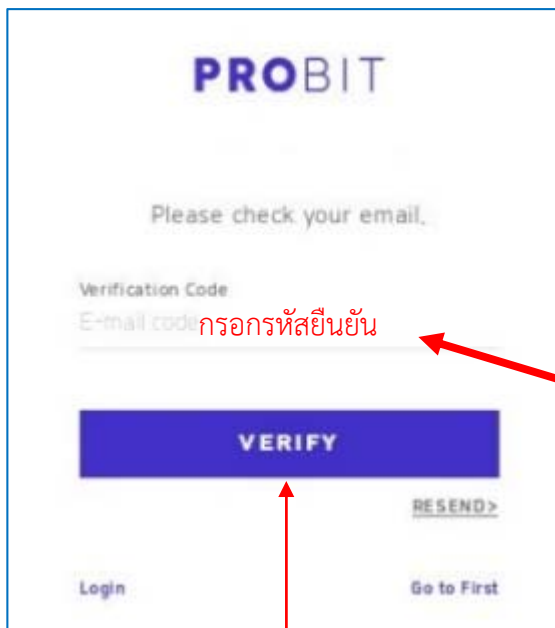 PROBIT
Please check your email.
Verification Code
E-mail code กรอกรหัสยืนยัน
VERIFY
RESEND>
Login Go to First